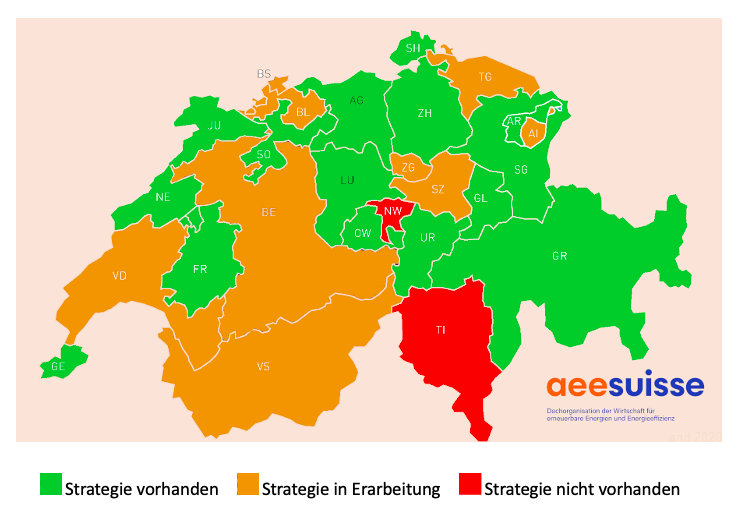 SH
BS
TG
BL
AG
ZH
JU
AR
AI
SO
ZG
SG
LU
SZ
NE
GL
BE
NW
OW
UR
FR
GR
VD
TI
GE
VS
aeesuisse
Dachorganisation der Wirtschaft für
erneuerbare Energien und Energieeffizienz
Strategie vorhanden
Strategie in Erarbeitung
Strategie nicht vorhanden